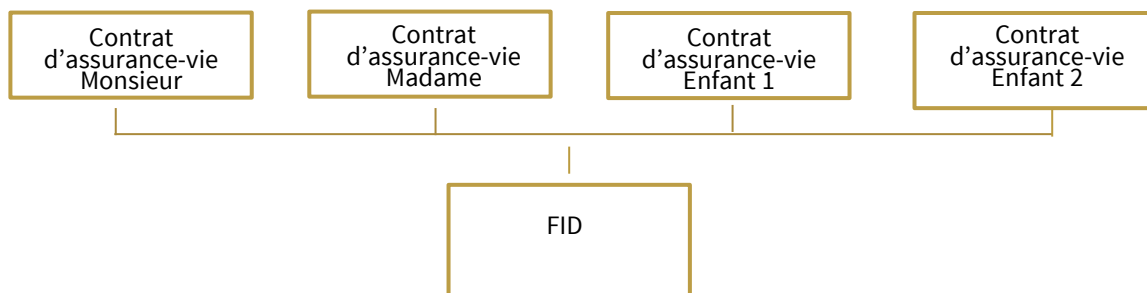 Contrat
d’assurance-vie
Monsieur
Contrat
d’assurance-vie
Madame
Contrat
d’assurance-vie
Enfant 1
Contrat
d’assurance-vie
Enfant 2
FID